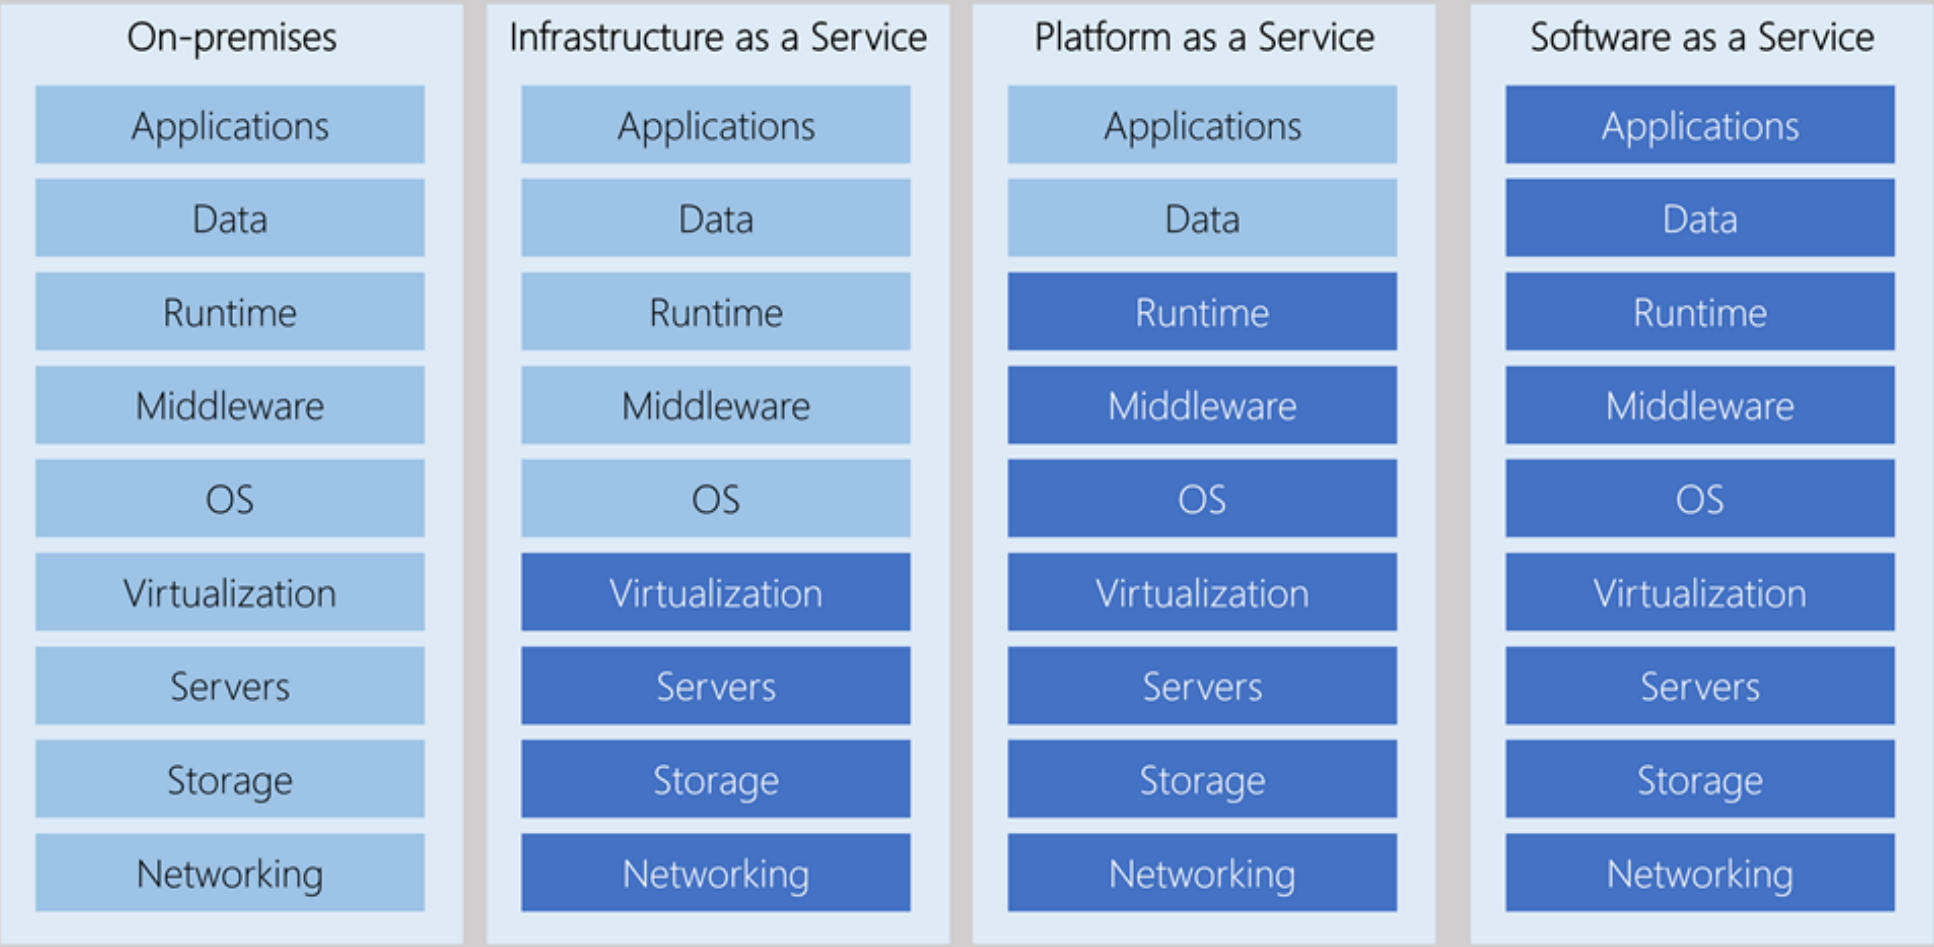 On-premises
Applications
Data
Runtime
Middleware
OS
Virtualization
Servers
Storage
Networking
Infrastructure as a Service
Applications
Data
Runtime
Middleware
OS
Virtualization
Servers
Storage
Networking
Platform as a Service
Applications
Data
Runtime
Middleware
OS
Virtualization
Servers
Storage
Networking
Software as a Service
Applications
Data
Runtime
Middleware
OS
Virtualization
Servers
Storage
Networking